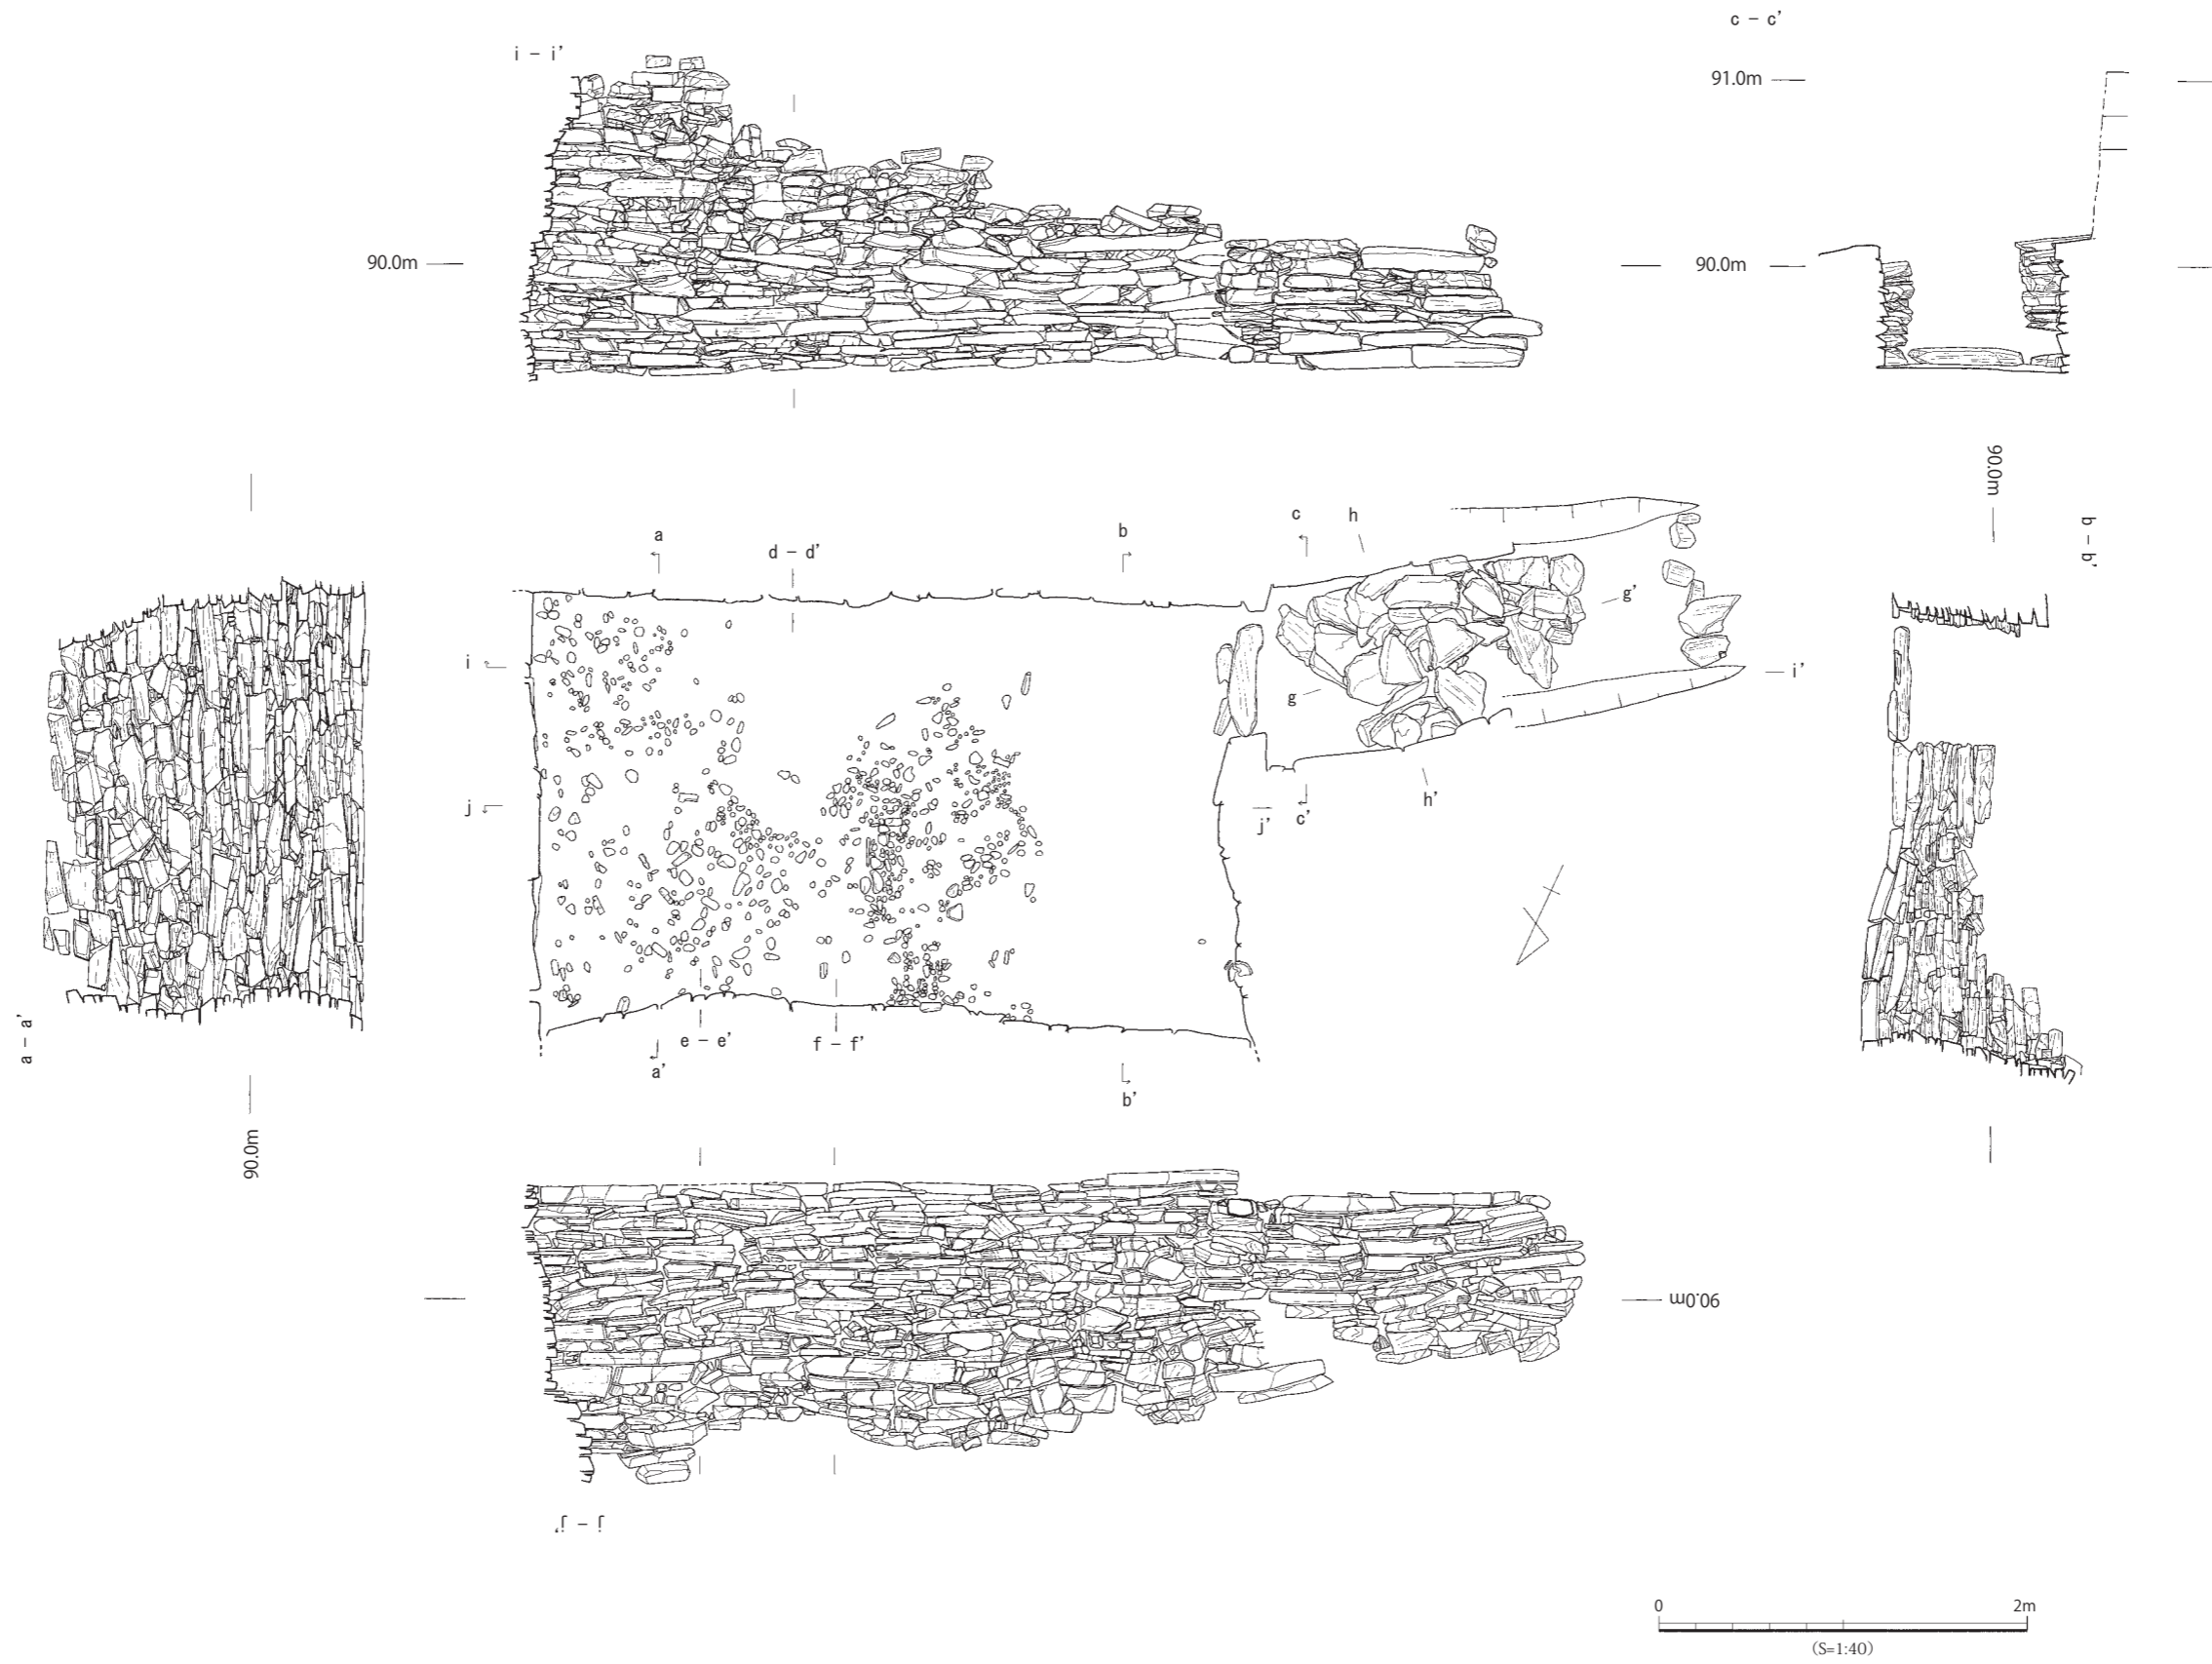 c – c’
i – i’
91.0m
90.0m
90.0m
90.0m
b – b’
a
d – d’
b
c
h
g’
i
i’
g
j
h’
j’
c’
e – e’
f – f’
a’
b’
a – a’
90.0m
90.0m
j – j’
0
2m
(S=1:40)